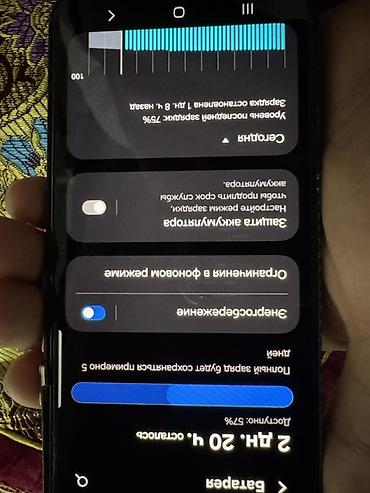 Батарея
2 дн. 20 ч. осталось
Доступно: 57%
Полный заряд будет сохраняться примерно 5
дней
Энергосбережение
Ограничения в фоновом режиме
Защита аккумулятора
Настройте режим зарядки,
чтобы продлить срок службы
аккумулятора.
Сегодня
Уровень последней зарядки: 75%
Зарядка остановлена 1 дн. 8 ч. назад
100